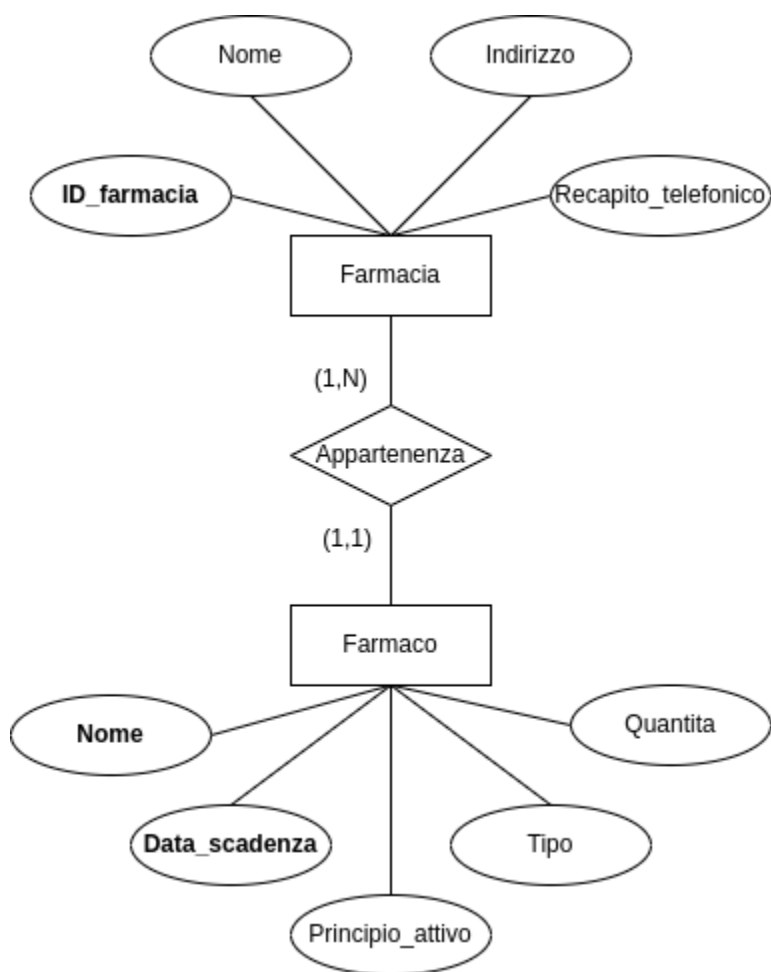 Nome
Indirizzo
ID_farmacia
Recapito_telefonico
Farmacia
(1,N)
Appartenenza
(1,1)
Farmaco
Nome
Quantita
Data_scadenza
Tipo
Principio_attivo